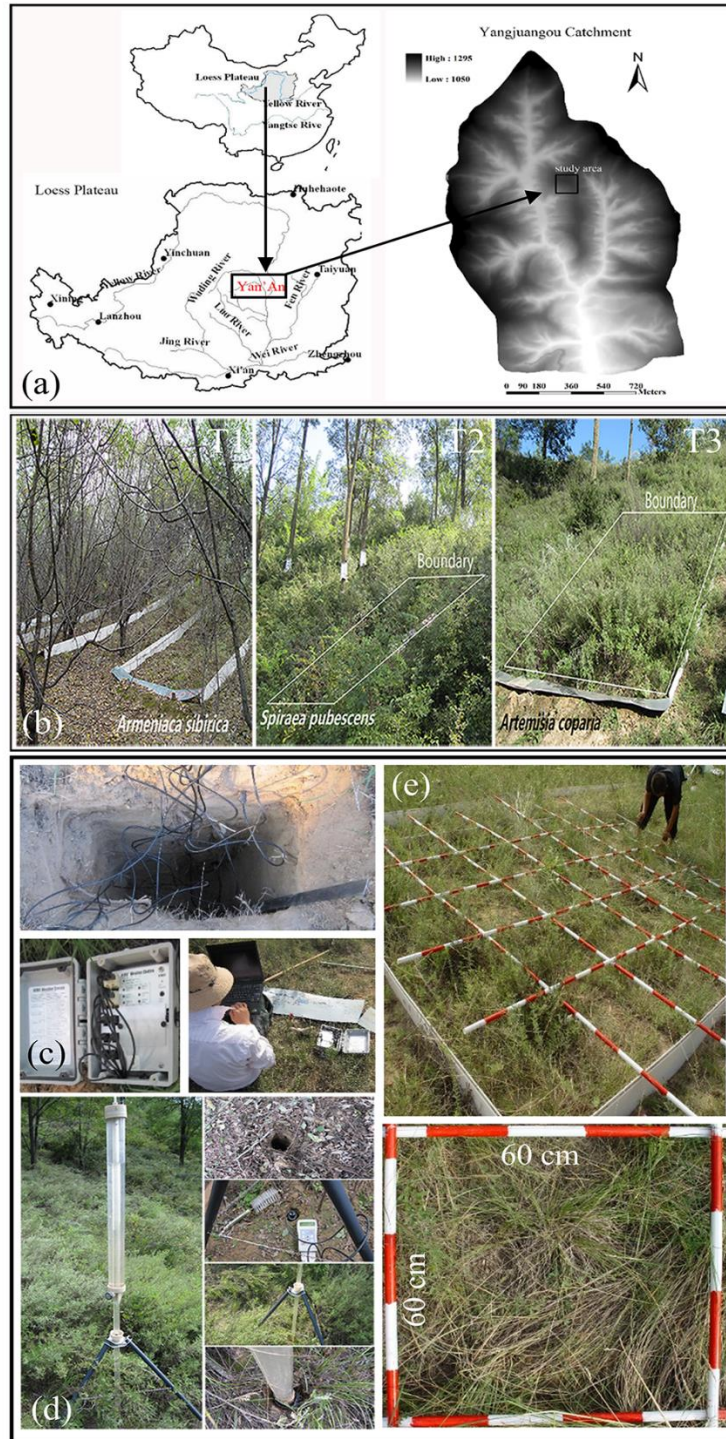 Yangjuangou Catchment
High : 1295
Low : 1050
N
Loess Plateau
Yellow River
Yangtse Rive
study area
Loess Plateau
Huhehaote
Yinchuan
Yellow River
Wuding River
Taiyuan
Yan'An
Fen River
Xining
Lanzhou
Luo River
Jing River
Wei River
Zhengzhou
Xi'an
0 90 180 360 540 720
Meters
(a)
T1
T2
T3
Boundary
Boundary
Armeniaca sibirica
Spiraea pubescens
Artemisia coparia
(b)
(e)
(c)
60 cm
60 cm
(d)